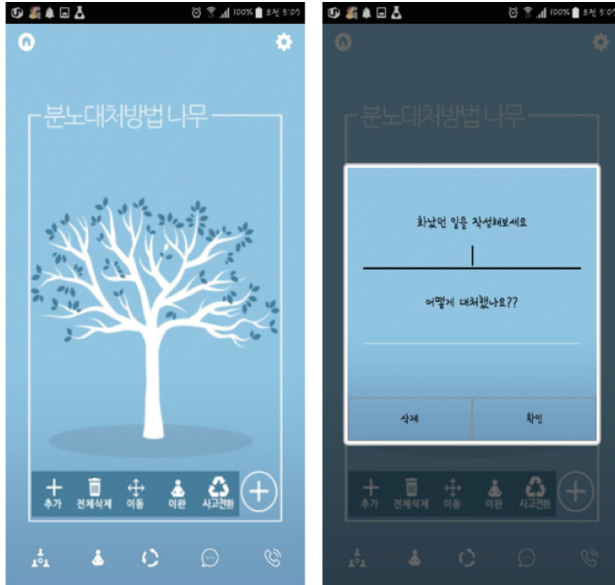 100% 오전 5:07
분노대처방법 나무
추가 전체삭제 이동 이완 사고전환
100% 오전 5:07
분노대처방법 나무
화났던 일을 작성해보세요
어떻게 대처했나요??
삭제 확인
추가 전체삭제 이동 이완 사고전환